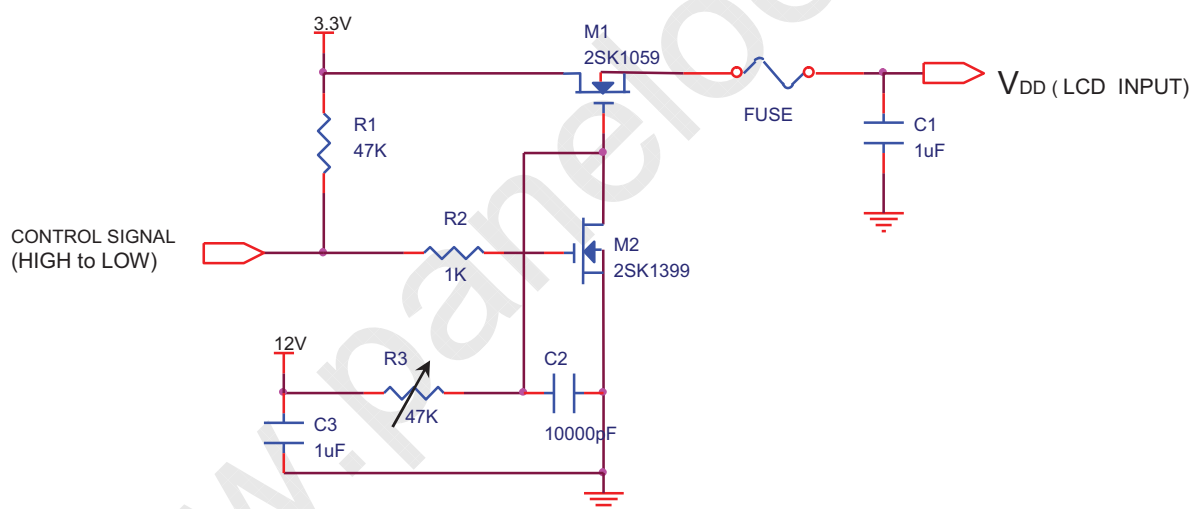 3.3V
M1
2SK1059
FUSE
VDD ( LCD INPUT)
R1
47K
C1
1uF
CONTROL SIGNAL
(HIGH to LOW)
R2
1K
M2
2SK1399
12V
R3
47K
C2
10000pF
C3
1uF
w.paneloo